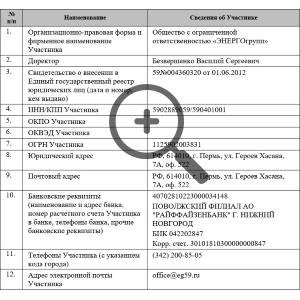 № п/п
Наименование
Сведения об Участнике
1.
Организационно-правовая форма и
фирменное наименование
Участника
Общество с ограниченной
ответственностью «ЭНЕРГОгрупп»
2.
Директор
Безвершенко Василий Сергеевич
3.
Свидетельство о внесении в
Единый государственный реестр
юридических лиц (дата и номер,
кем выдано)
59№004360320 от 01.06.2012
4.
ИНН/КПП Участника
5902889059/590401001
5.
ОКПО Участника
6.
ОКВЭД Участника
7.
ОГРН Участника
1125902003831
8.
Юридический адрес
РФ, 614010, г. Пермь, ул. Героев Хасана,
7А, оф. 522
9.
Почтовый адрес
РФ, 614010, г. Пермь, ул. Героев Хасана,
7А, оф. 522
10.
Банковские реквизиты
(наименование и адрес банка,
номер расчетного счета Участника
в банке, телефоны банка, прочие
банковские реквизиты)
40702810223000034148
ПОВОЛЖСКИЙ ФИЛИАЛ АО
"РАЙФФАЙЗЕНБАНК" Г. НИЖНИЙ
НОВГОРОД
БИК 042202847
Корр. счет. 30101810300000000847
11.
Телефоны Участника (с указанием
кода города)
(342) 200-85-05
12.
Адрес электронной почты
Участника
office@eg59.ru